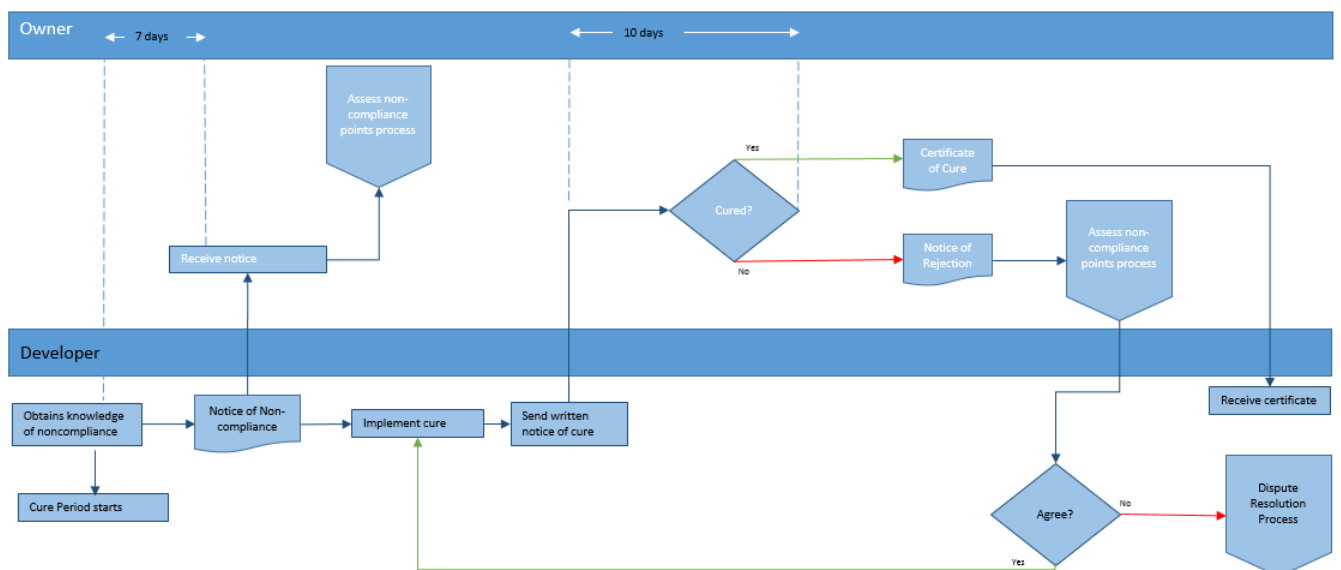 Owner
7 days
10 days
Assess non-
compliance
points process
Yes
Certificate
of Cure
Cured?
Receive notice
No
Notice of
Rejection
Assess non-
compliance
points process
Developer
Obtains knowledge
of noncompliance
Notice of Non-
compliance
Implement cure
Send written
notice of cure
Receive certificate
Cure Period starts
Agree?
No
Dispute
Resolution
Process
Yes